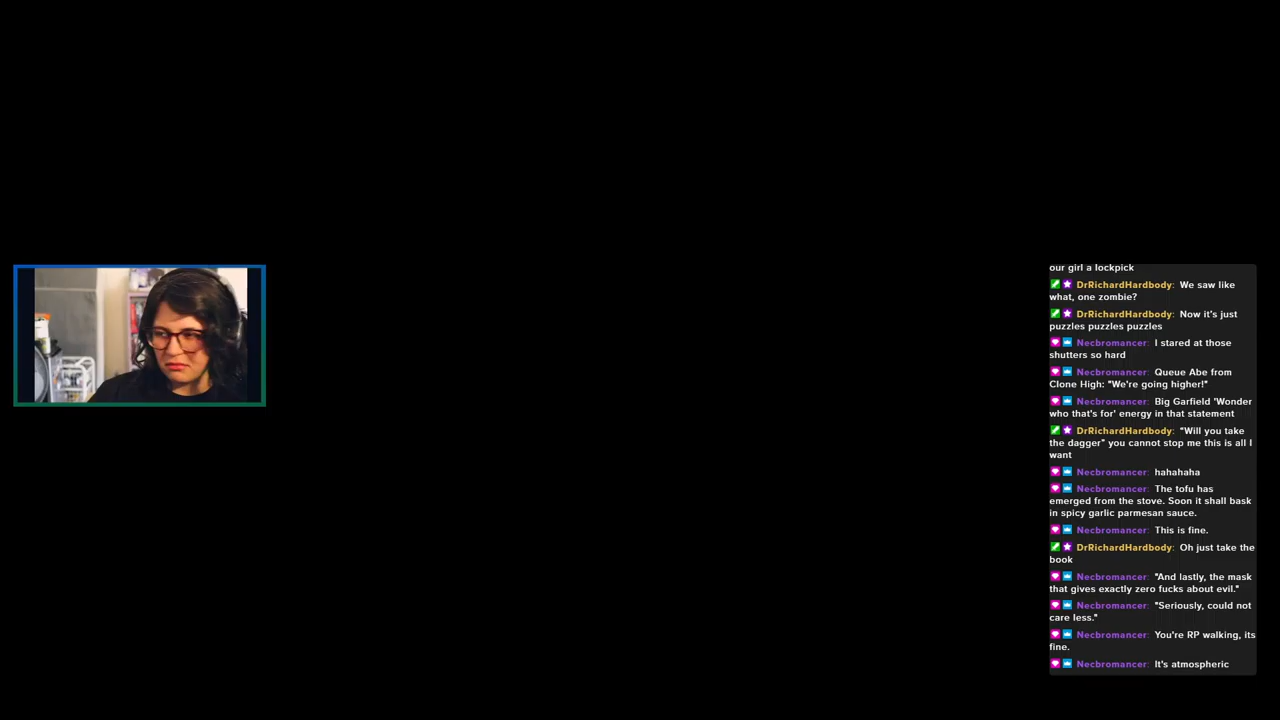 our girl a lockpick
DrRichardHardbody: We saw like
what, one zombie?
DrRichardHardbody: Now it's just
puzzles puzzles puzzles
Necbromancer: I stared at those
shutters so hard
Necbromancer: Queue Abe from
Clone High: "We're going higher!"
Necbromancer: Big Garfield 'Wonder
who that's for' energy in that statement
DrRichardHardbody: "Will you take
the dagger" you cannot stop me this is all I
want
Necbromancer: hahahaha
Necbromancer: The tofu has
emerged from the stove. Soon it shall bask
in spicy garlic parmesan sauce.
Necbromancer: This is fine.
DrRichardHardbody: Oh just take the
book
Necbromancer: "And lastly, the mask
that gives exactly zero fucks about evil."
Necbromancer: "Seriously, could not
care less."
Necbromancer: You're RP walking, its
fine.
Necbromancer: It's atmospheric